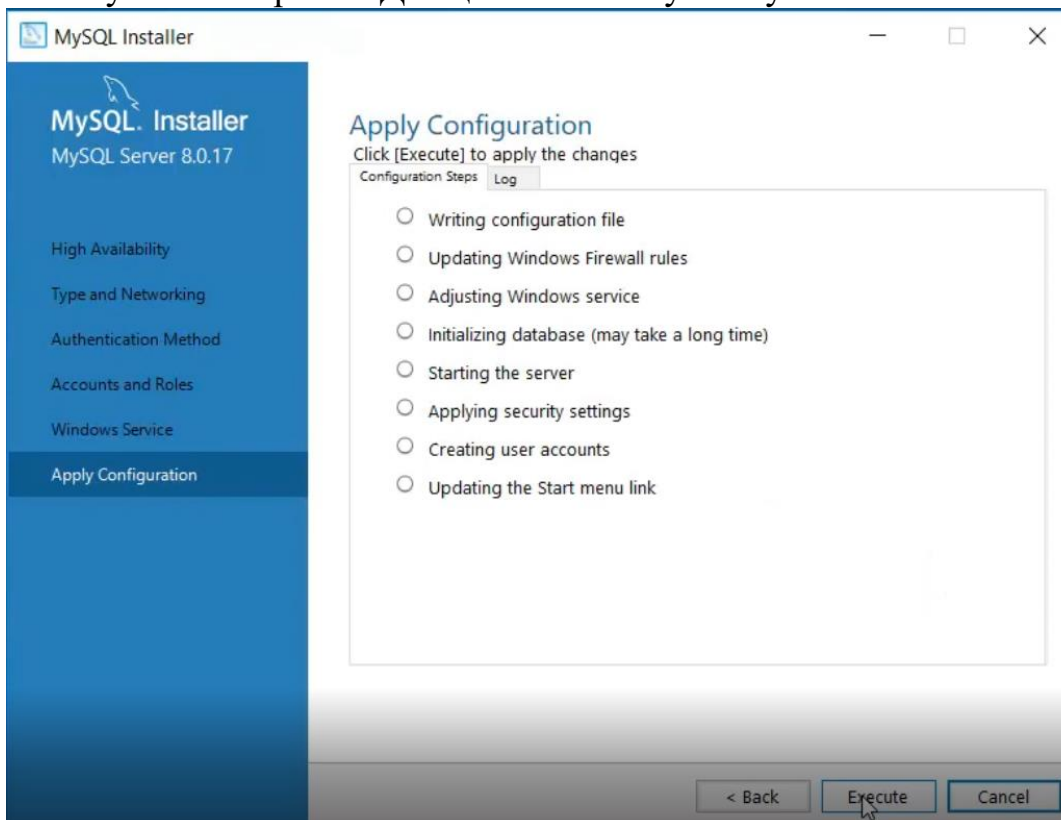 MySQL Installer
MySQL. Installer
MySQL Server 8.0.17
High Availability
Type and Networking
Authentication Method
Accounts and Roles
Windows Service
Apply Configuration
Apply Configuration
Click [Execute] to apply the changes
Configuration Steps Log
Writing configuration file
Updating Windows Firewall rules
Adjusting Windows service
Initializing database (may take a long time)
Starting the server
Applying security settings
Creating user accounts
Updating the Start menu link
< Back Execute Cancel